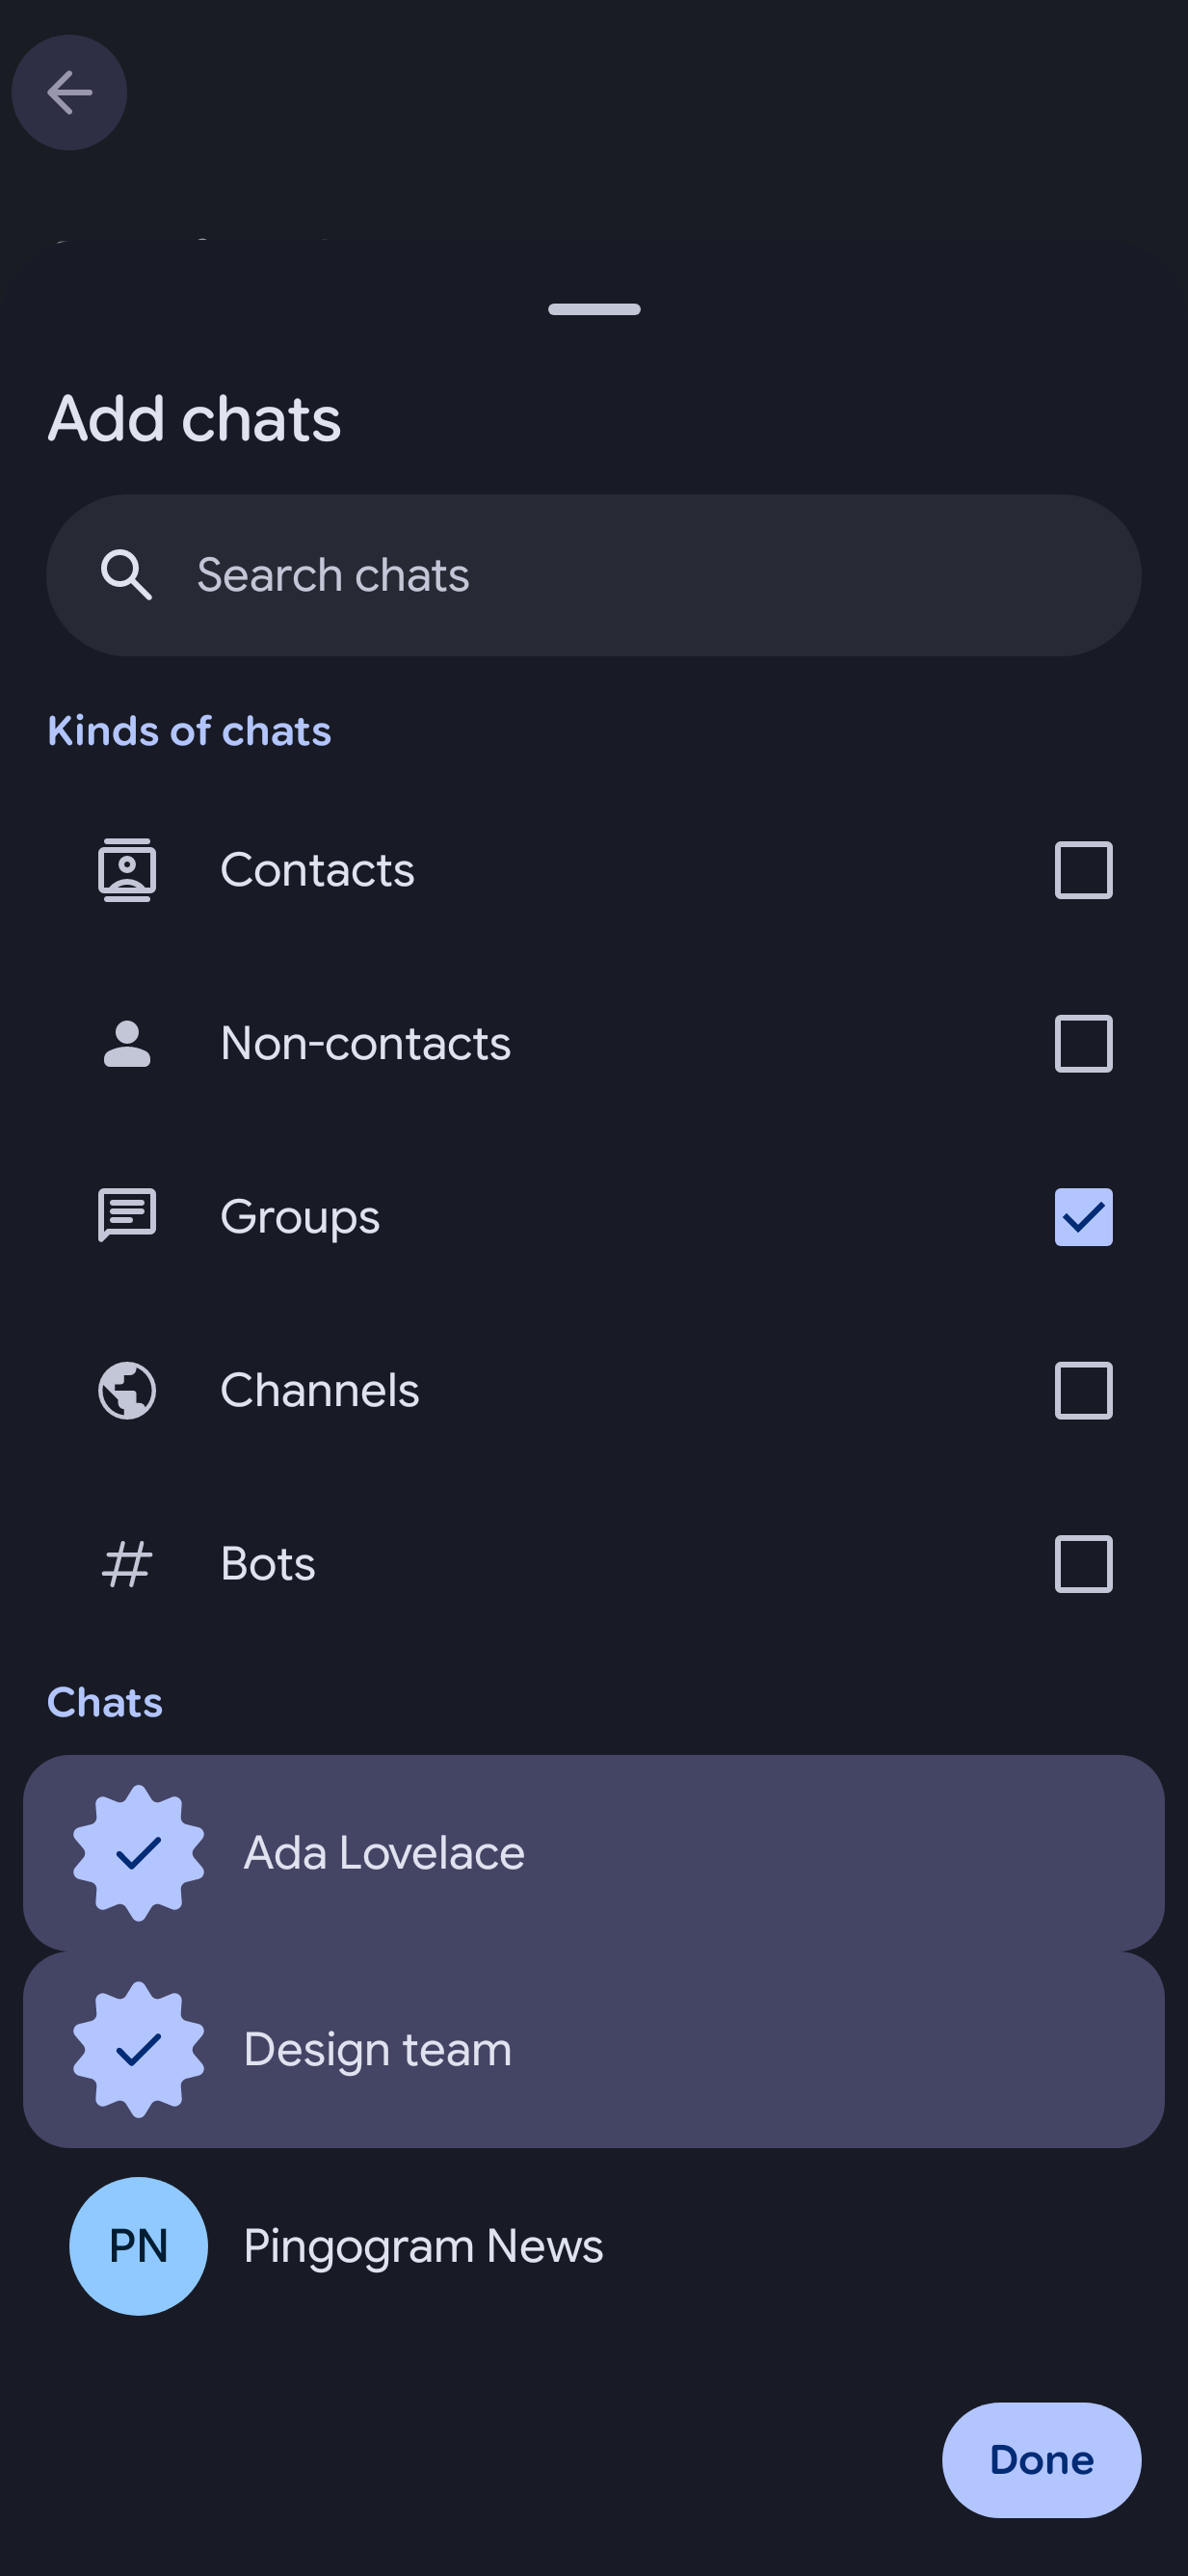 Add chats
Search chats
Kinds of chats
Contacts
Non-contacts
Groups
Channels
Bots
Chats
Ada Lovelace
Design team
PN Pingogram News
Done